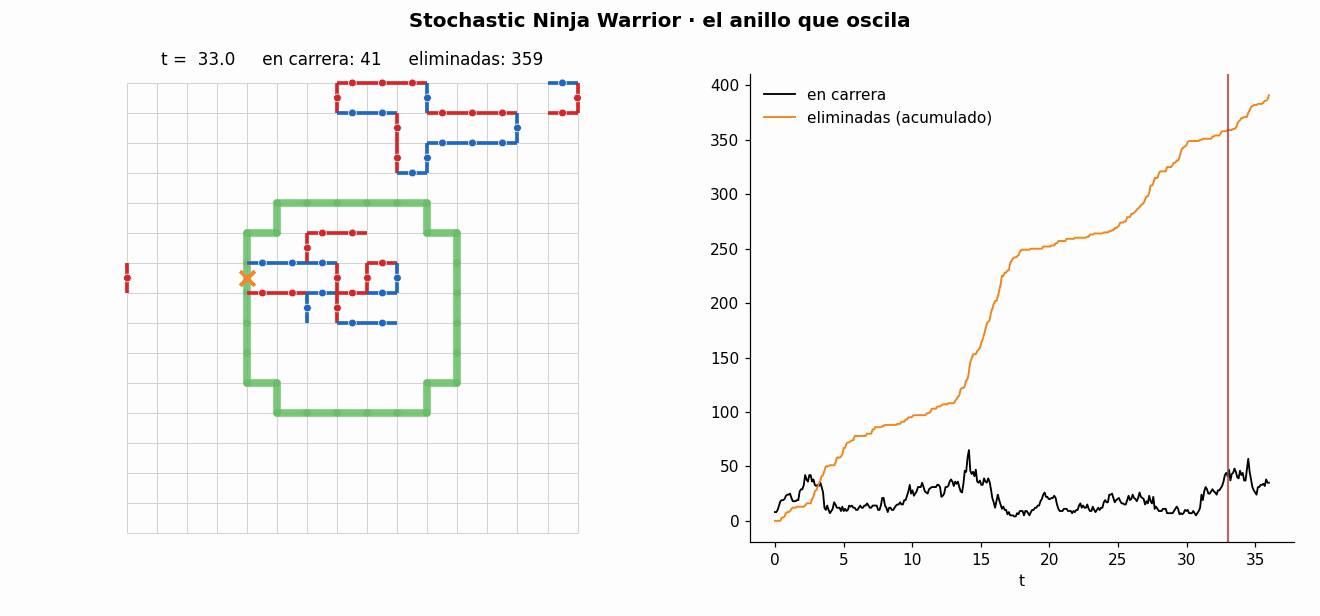 Stochastic Ninja Warrior · el anillo que oscila
t =  33.0     en carrera: 41     eliminadas: 359
en carrera
eliminadas (acumulado)
400
350
300
250
200
150
100
50
0
0 5 10 15 20 25 30 35
t